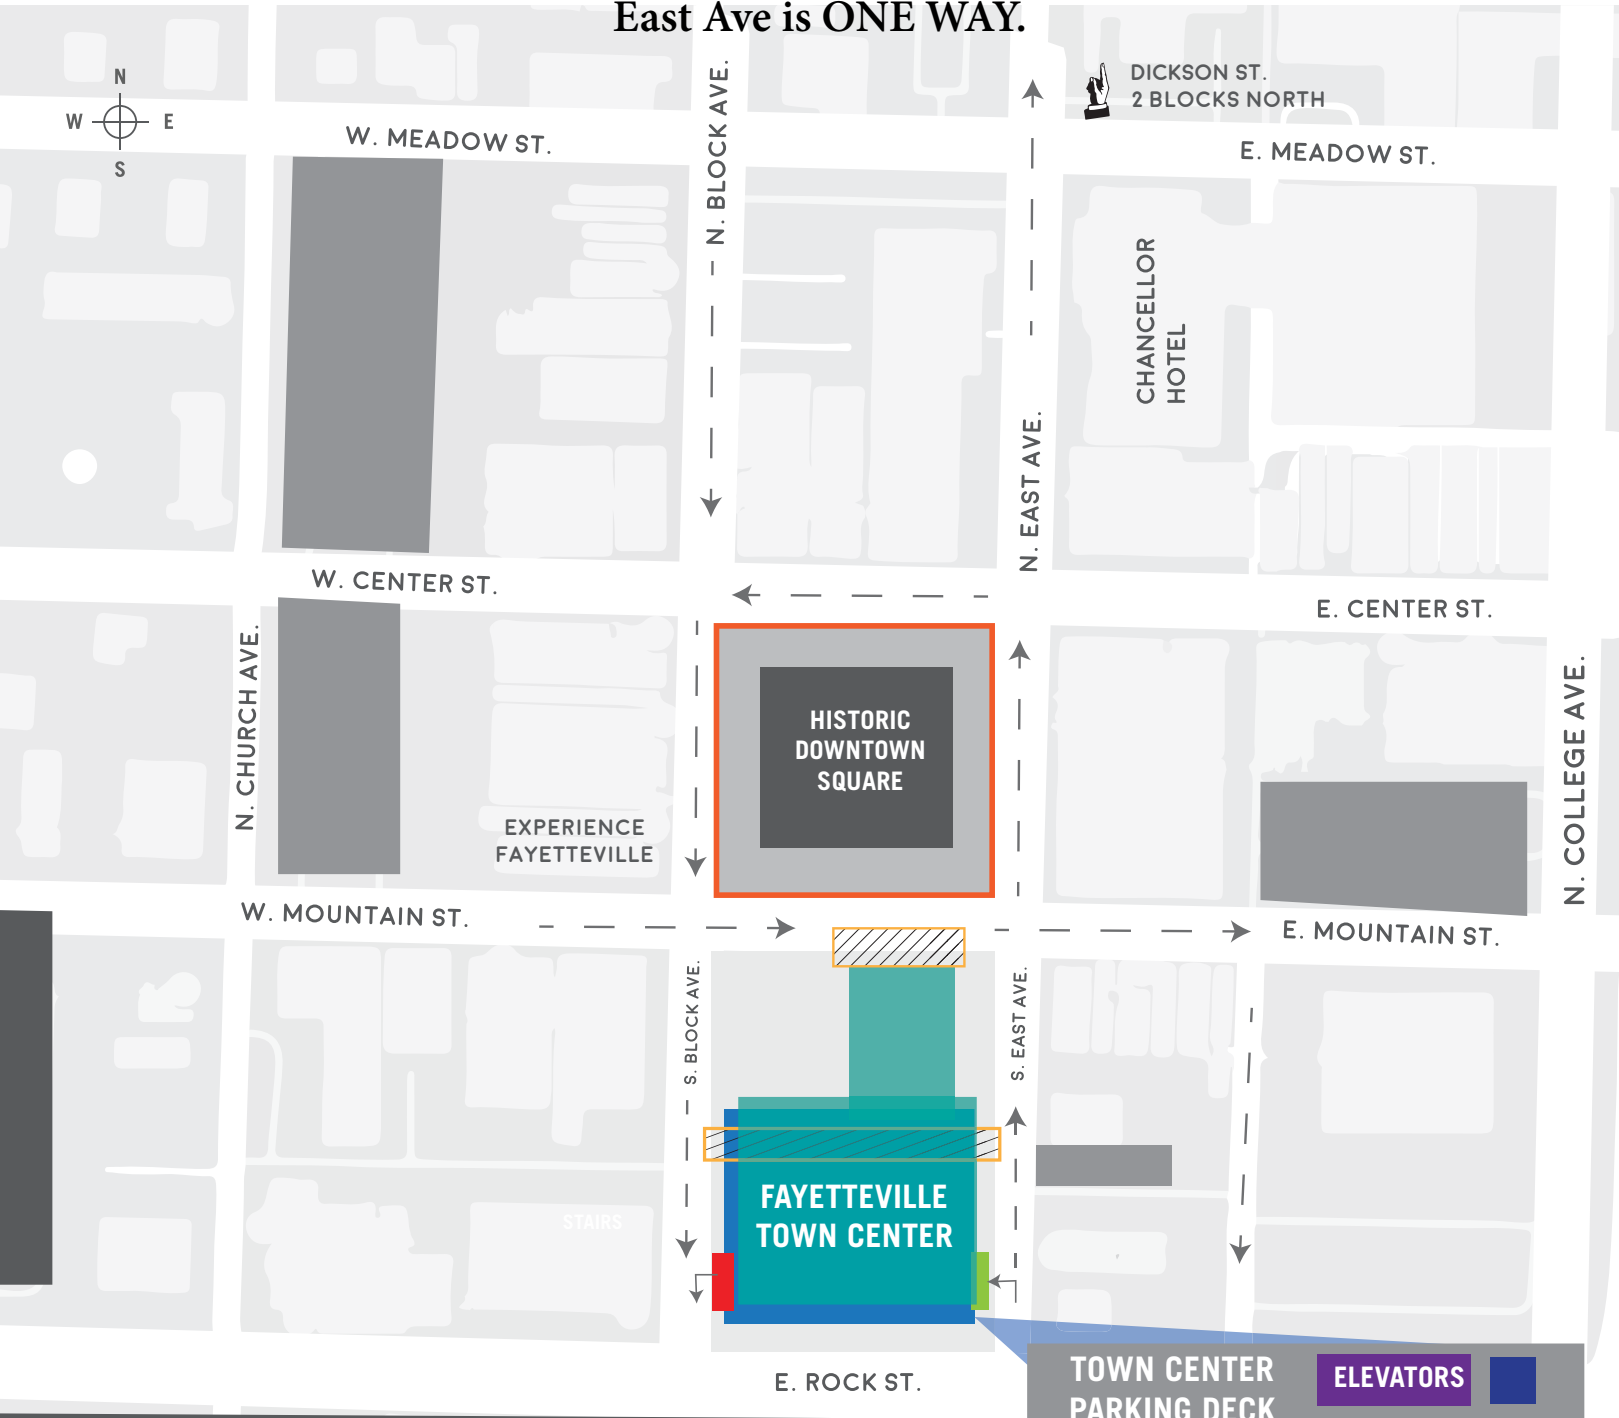 East Ave is ONE WAY.
N
W E
S
DICKSON ST.
2 BLOCKS NORTH
W. MEADOW ST.
N. BLOCK AVE.
E. MEADOW ST.
CHANCELLOR
HOTEL
N. EAST AVE.
W. CENTER ST.
E. CENTER ST.
N. CHURCH AVE.
HISTORIC
DOWNTOWN
SQUARE
N. COLLEGE AVE.
EXPERIENCE
FAYETTEVILLE
W. MOUNTAIN ST.
E. MOUNTAIN ST.
S. BLOCK AVE.
S. EAST AVE.
FAYETTEVILLE
TOWN CENTER
STAIRS
E. ROCK ST.
TOWN CENTER
PARKING DECK
ELEVATORS